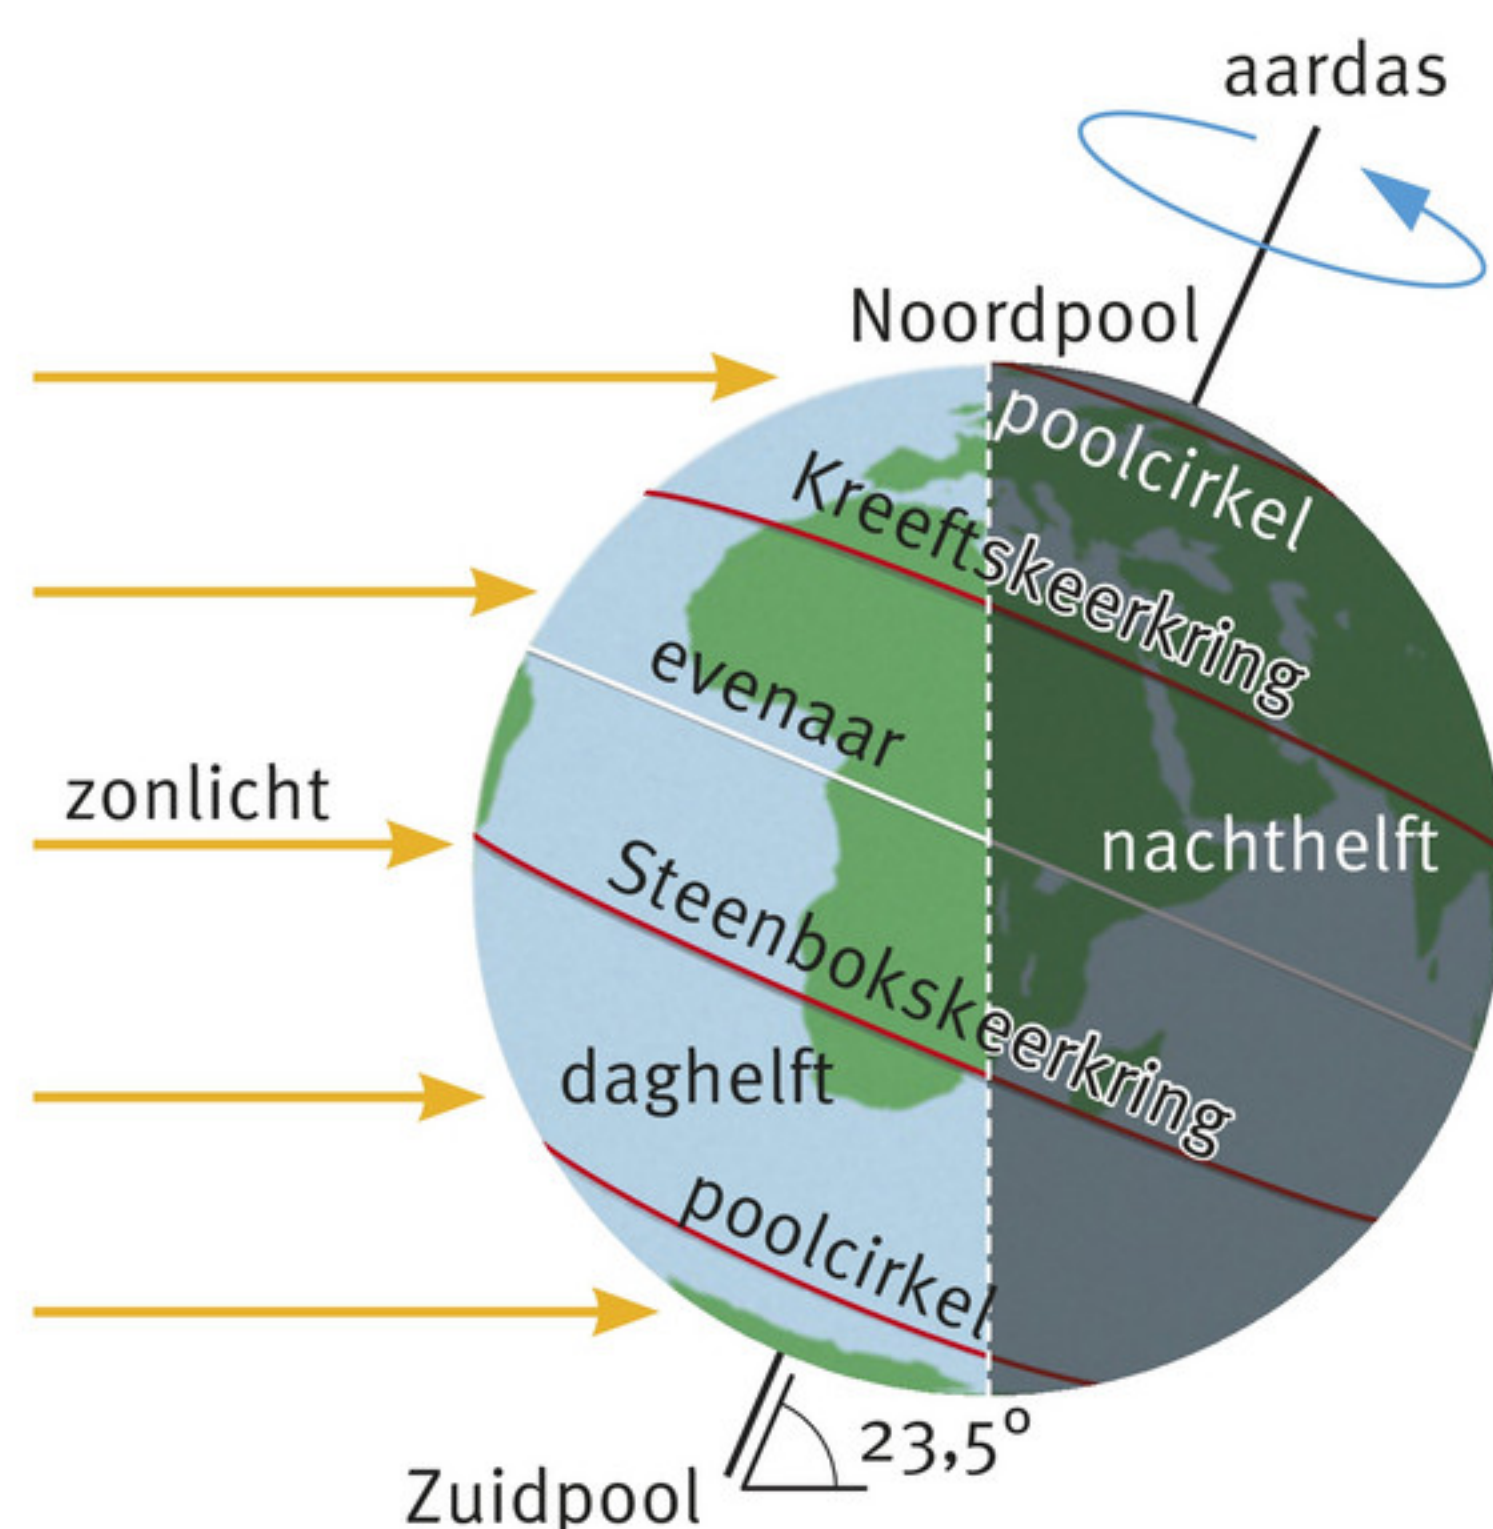 aardas
Noordpool
poolcirkel
Kreeftskeerkring
evenaar
zonlicht
nachthelft
Steenbokskeerkring
daghelft
poolcirkel
23,5°
Zuidpool